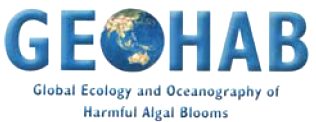 GEOHAB
Global Ecology and Oceanography of
Harmful Algal Blooms